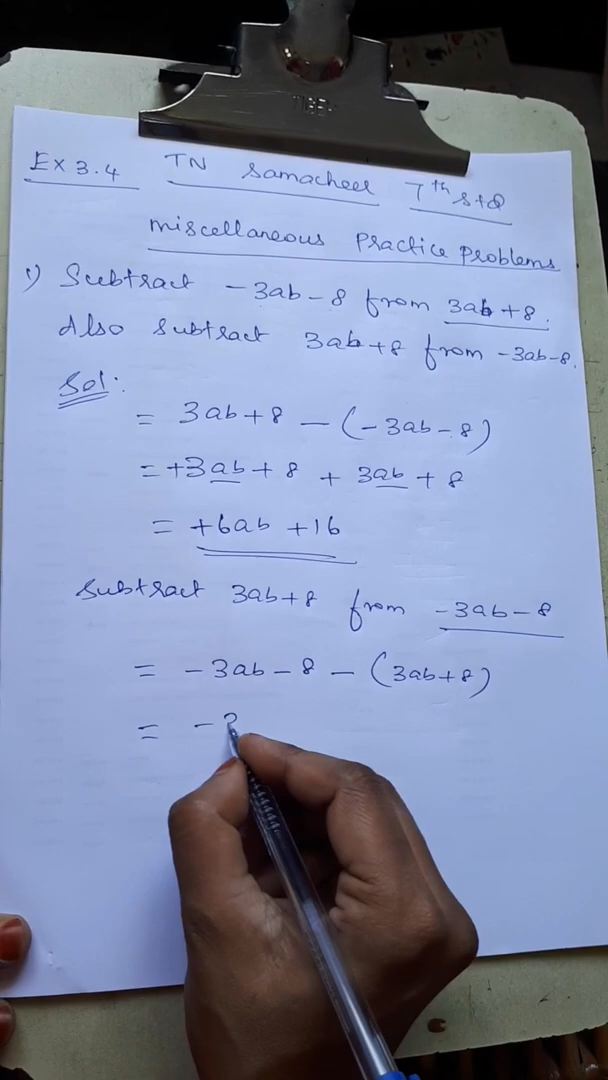 Ex 3.4 TN Samacheer 7th std
miscellaneous Practice Problems
1) Subtract -3ab-8 from 3ab+8.
Also subtract 3ab+8 from -3ab-8.
Sol:
= 3ab+8 - (-3ab-8)
= +3ab+8 + 3ab+8
= +6ab +16
Subtract 3ab+8 from -3ab-8
= -3ab-8 - (3ab+8)
= -